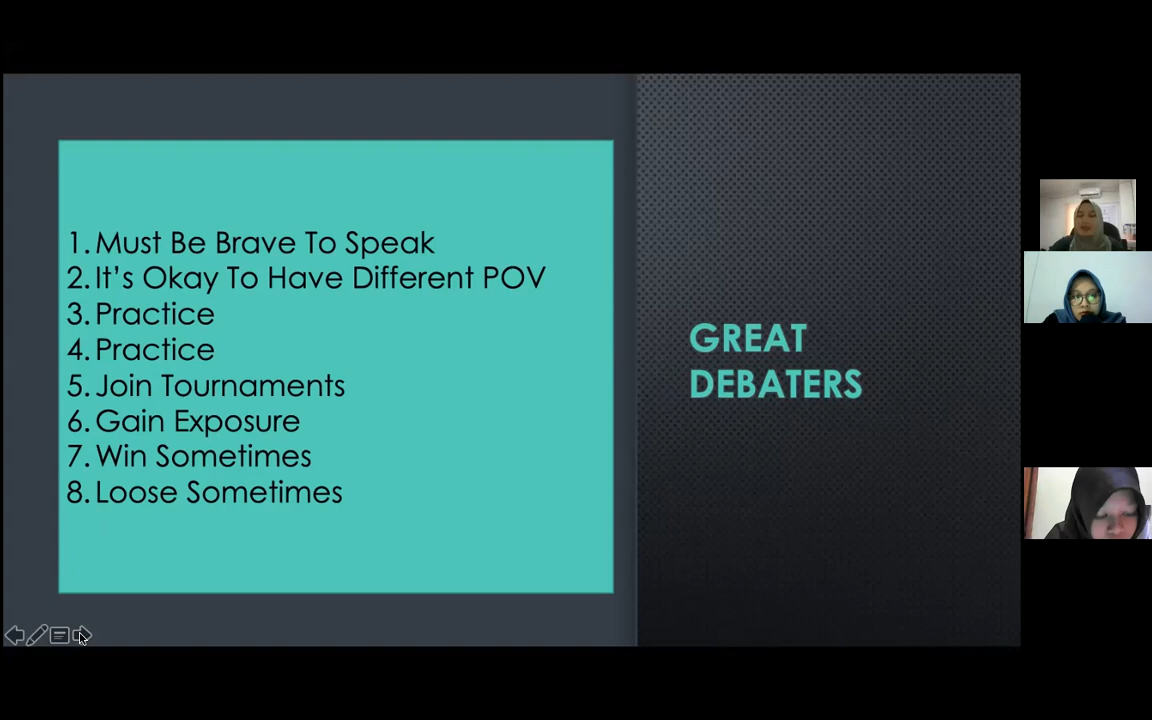 1. Must Be Brave To Speak
2. It's Okay To Have Different POV
3. Practice
4. Practice
5. Join Tournaments
6. Gain Exposure
7. Win Sometimes
8. Loose Sometimes
GREAT
DEBATERS